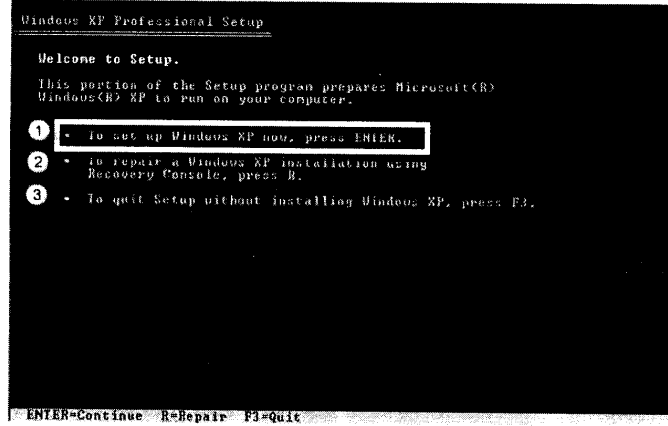 Windows XP Professional Setup
Welcome to Setup.
This portion of the Setup program prepares Microsoft(R)
Windows(R) XP to run on your computer.
1 • To set up Windows XP now, press ENTER.
2 • To repair a Windows XP installation using
Recovery Console, press R.
3 • To quit Setup without installing Windows XP, press F3.
ENTER=Continue R=Repair F3=Quit